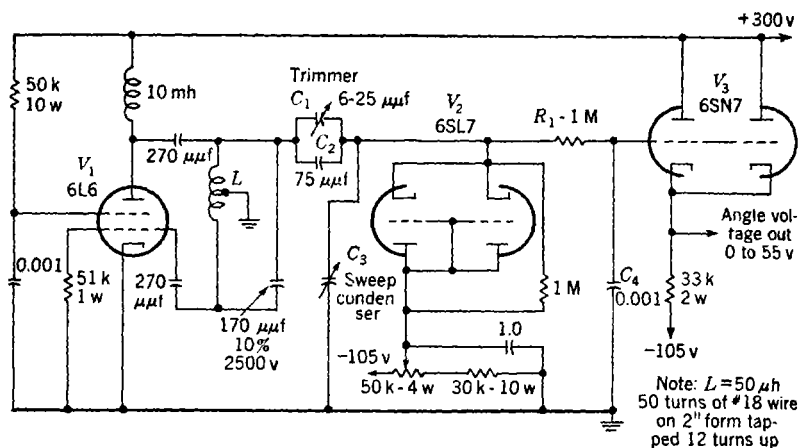 +300v
50 k
10 w
10 mh
Trimmer
C₁ 6-25 μμf
C₂
75 μμf
270 μμf
V₁
6L6
L
V₂
6SL7
R₁ - 1 M
V₃
6SN7
Angle vol-
tage out
0 to 55 v
0.001
51 k
1 w
270
μμf
170 μμf
10%
2500 v
C₃
Sweep
conden
ser
1 M
C₄
0.001
33 k
2 w
1.0
-105 v
50 k - 4 w
30 k - 10 w
-105 v
Note: L = 50 μh
50 turns of #18 wire
on 2" form tap-
ped 12 turns up